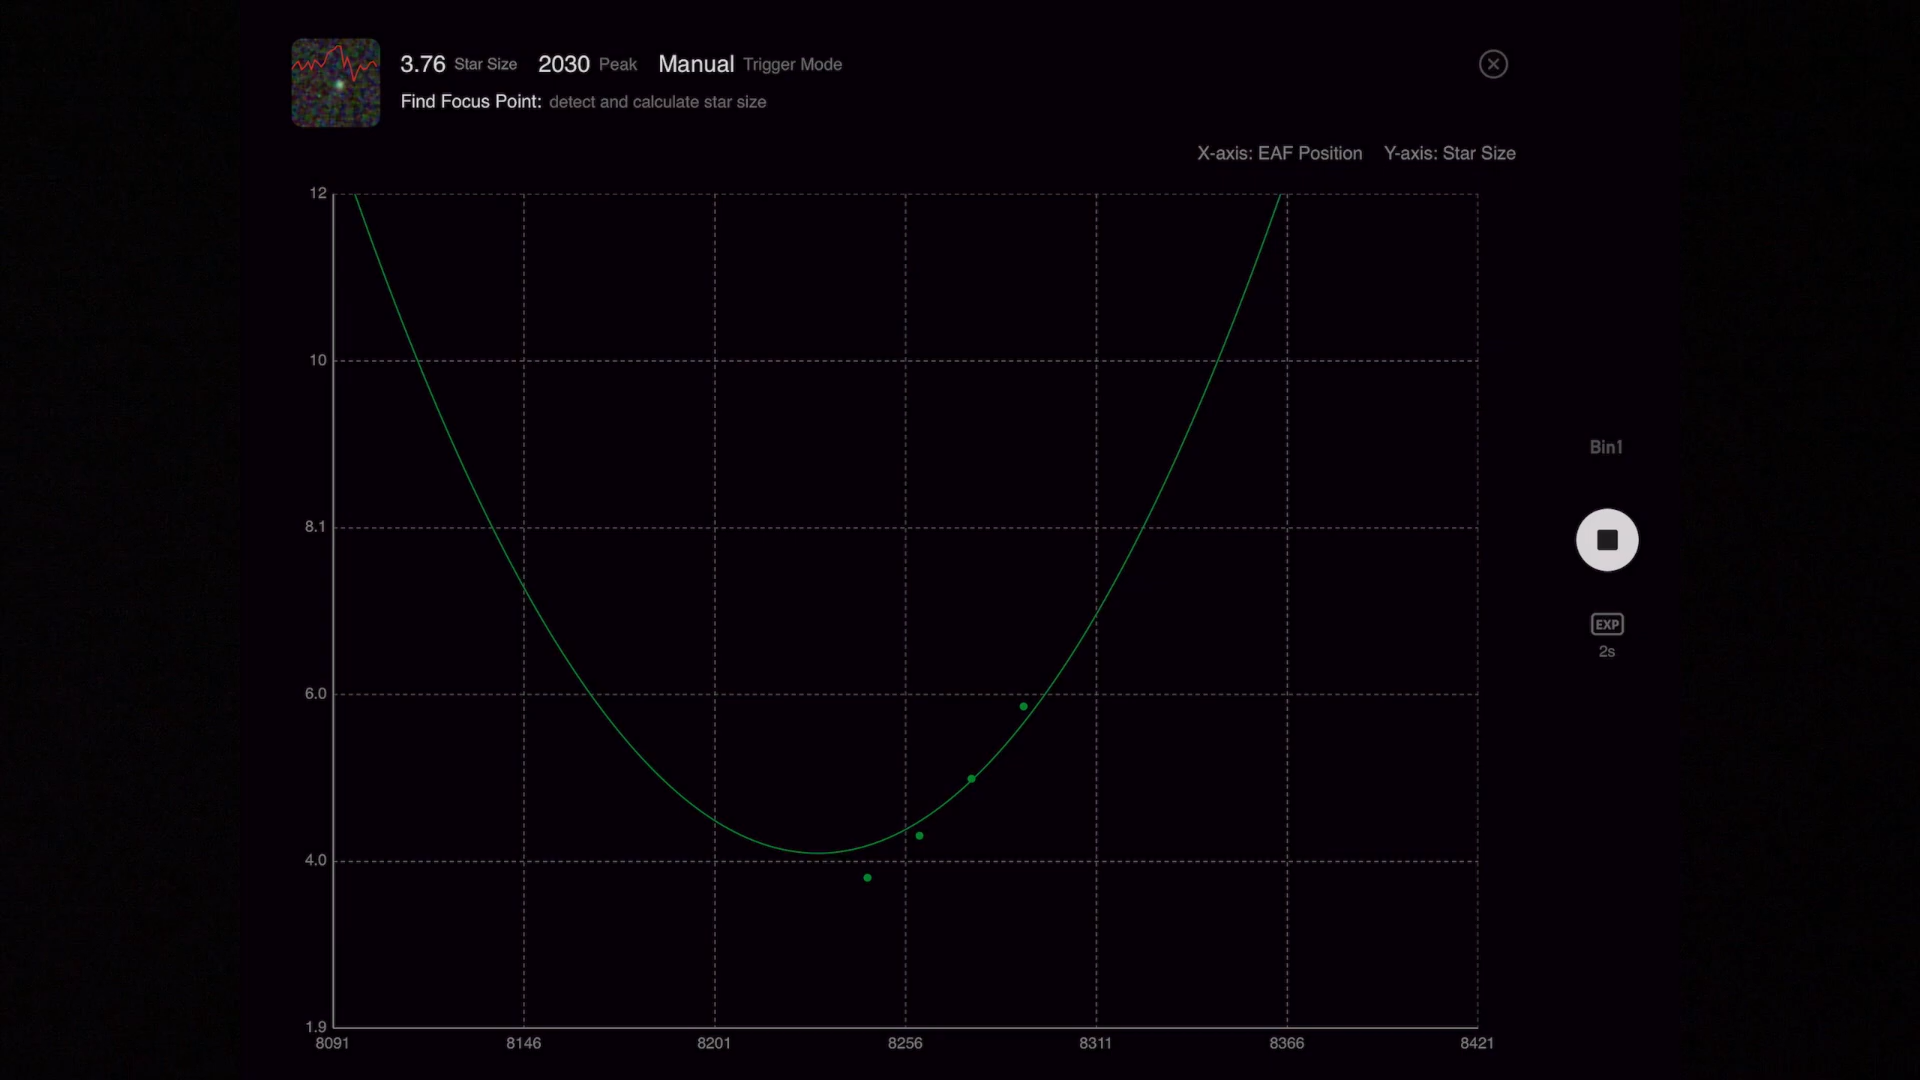 3.76 Star Size 2030 Peak Manual Trigger Mode
Find Focus Point: detect and calculate star size
X-axis: EAF Position Y-axis: Star Size
12
10
8.1
6.0
4.0
1.9
8091 8146 8201 8256 8311 8366 8421
Bin1
EXP
2s